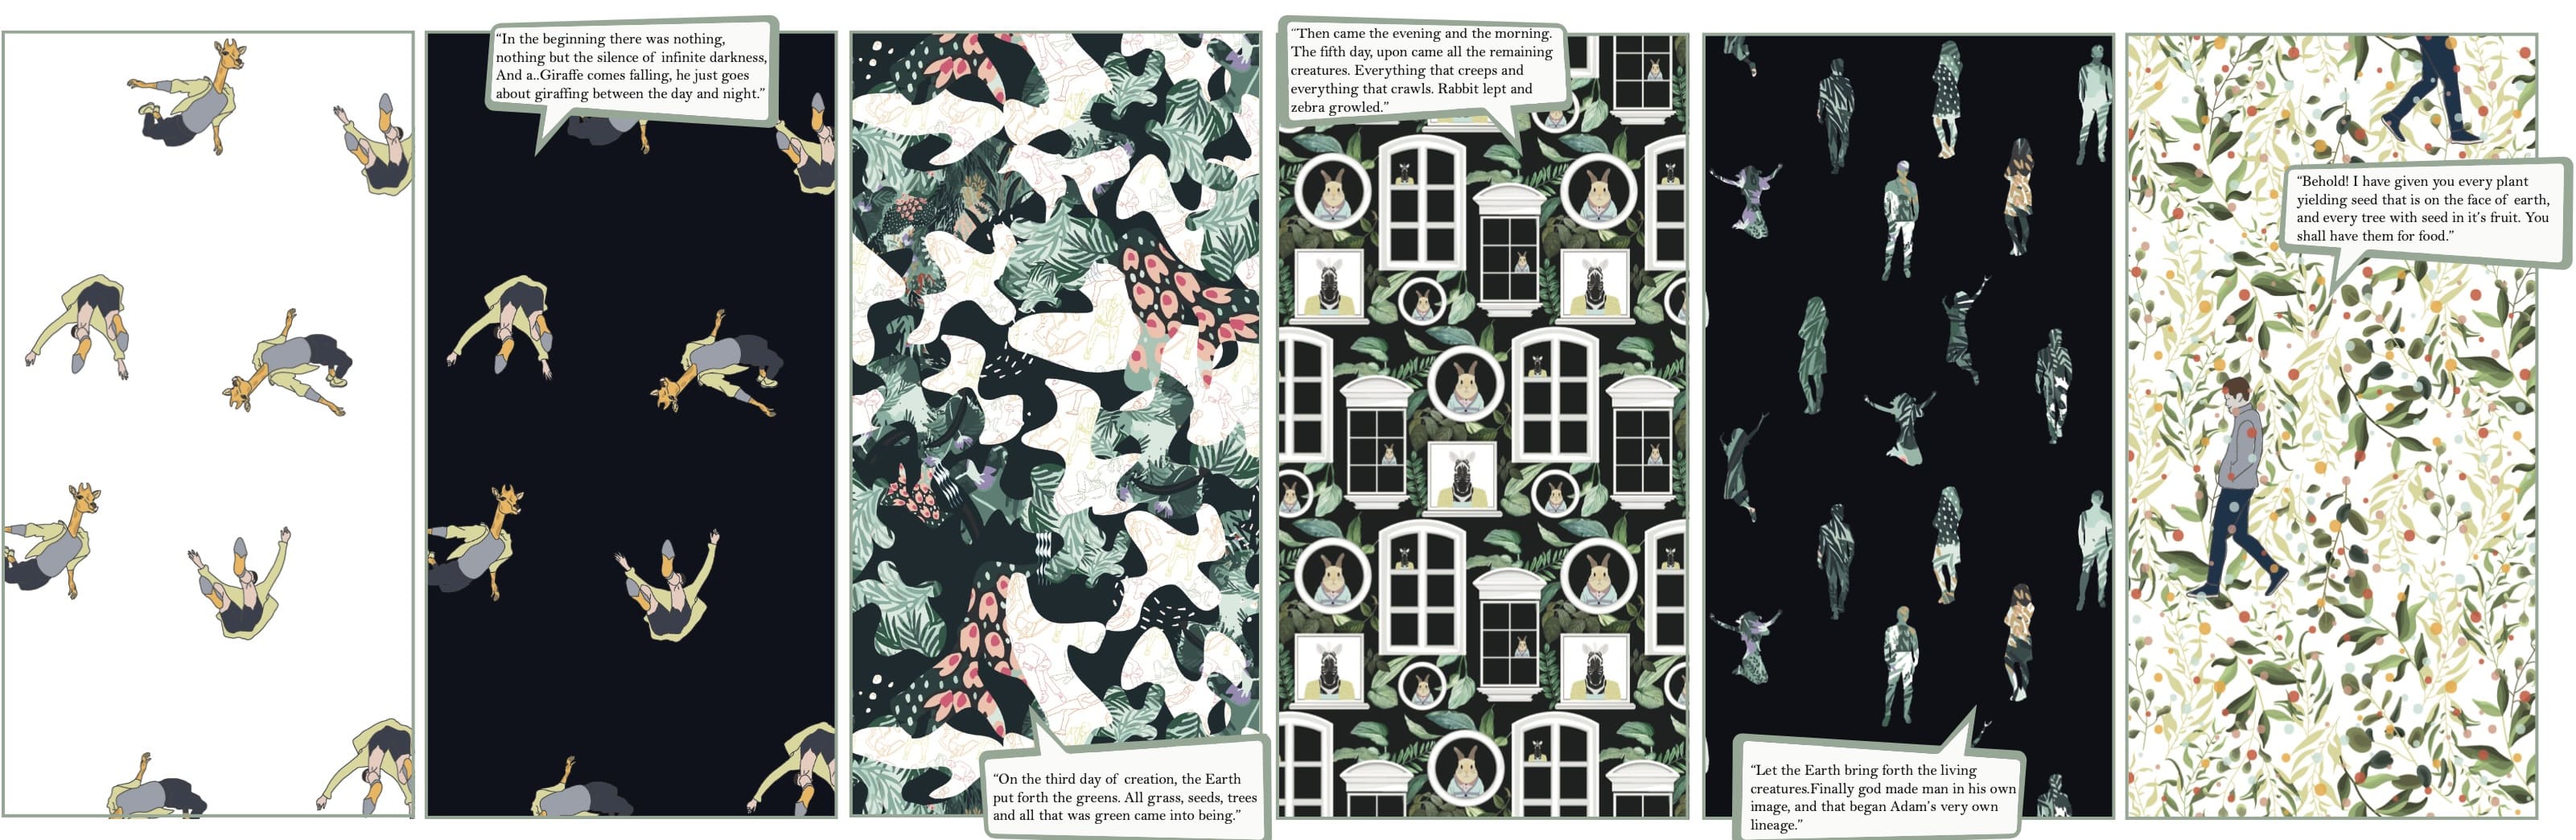 “In the beginning there was nothing,
nothing but the silence of infinite darkness,
And a..Giraffe comes falling, he just goes
about giraffing between the day and night.”
“On the third day of creation, the Earth
put forth the greens. All grass, seeds, trees
and all that was green came into being.”
“Then came the evening and the morning.
The fifth day, upon came all the remaining
creatures. Everything that creeps and
everything that crawls. Rabbit lept and
zebra growled.”
“Let the Earth bring forth the living
creatures.Finally god made man in his own
image, and that began Adam's very own
lineage.”
“Behold! I have given you every plant
yielding seed that is on the face of earth,
and every tree with seed in it's fruit. You
shall have them for food.”